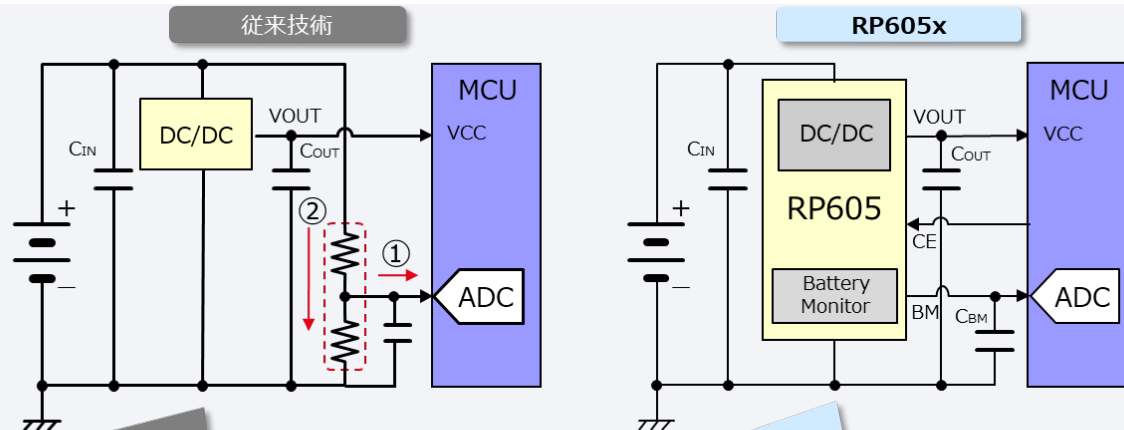 従来技術
RP605x
MCU
DC/DC
VOUT
VCC
CIN
COUT
+
②
①
ADC
−
MCU
DC/DC
VOUT
VCC
CIN
COUT
RP605
+
CE
Battery
Monitor
BM
CBM
ADC
−